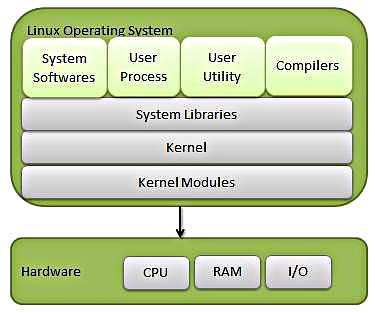 Linux Operating System
System
Softwares
User
Process
User
Utility
Compilers
System Libraries
Kernel
Kernel Modules
Hardware
CPU
RAM
I/O